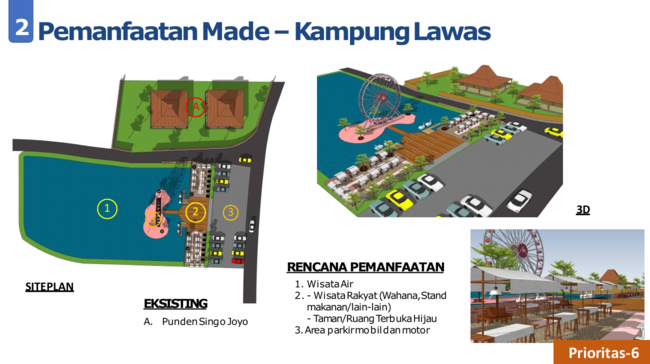 2 Pemanfaatan Made – Kampung Lawas
A
1
2
3
3D
SITEPLAN
EKSISTING
A. Punden Singo Joyo
RENCANA PEMANFAATAN
1. Wisata Air
2. - Wisata Rakyat (Wahana, Stand
makanan/lain-lain)
- Taman/Ruang Terbuka Hijau
3. Area parkir mobil dan motor
Prioritas-6